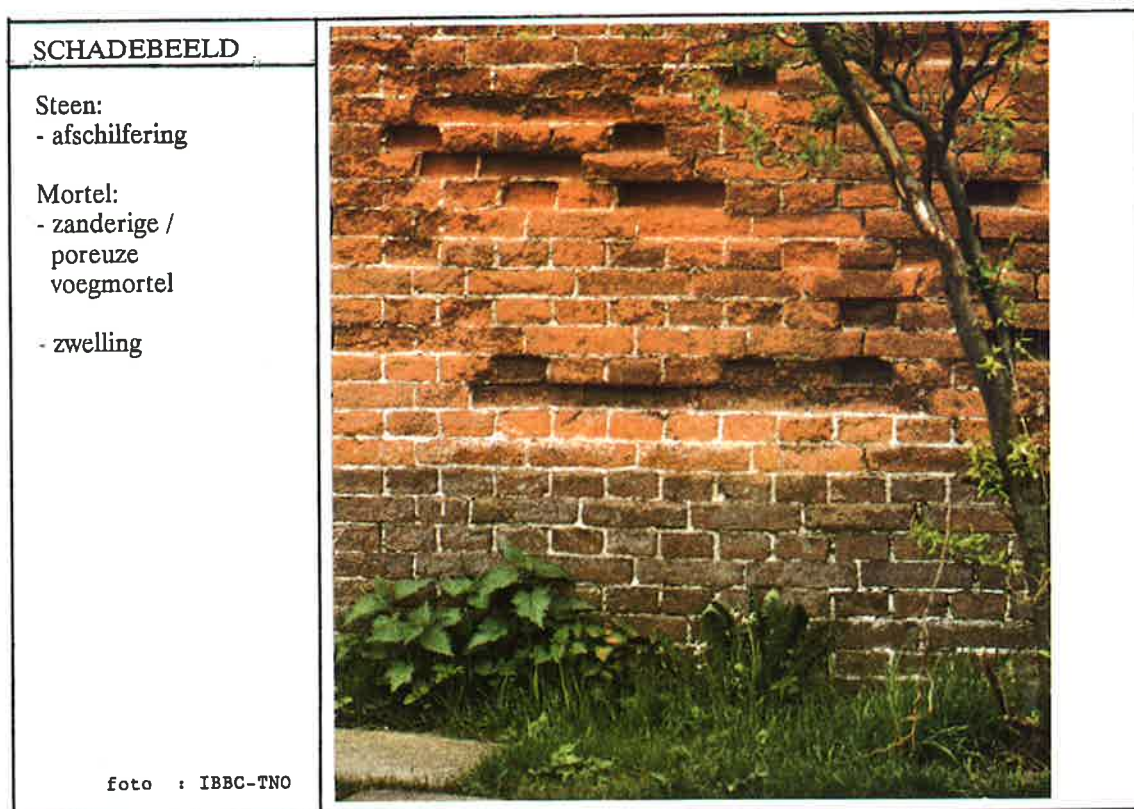 SCHADEBEELD
Steen:
- afschilfering
Mortel:
- zanderige /
poreuze
voegmortel
- zwelling
foto : IBBC-TNO